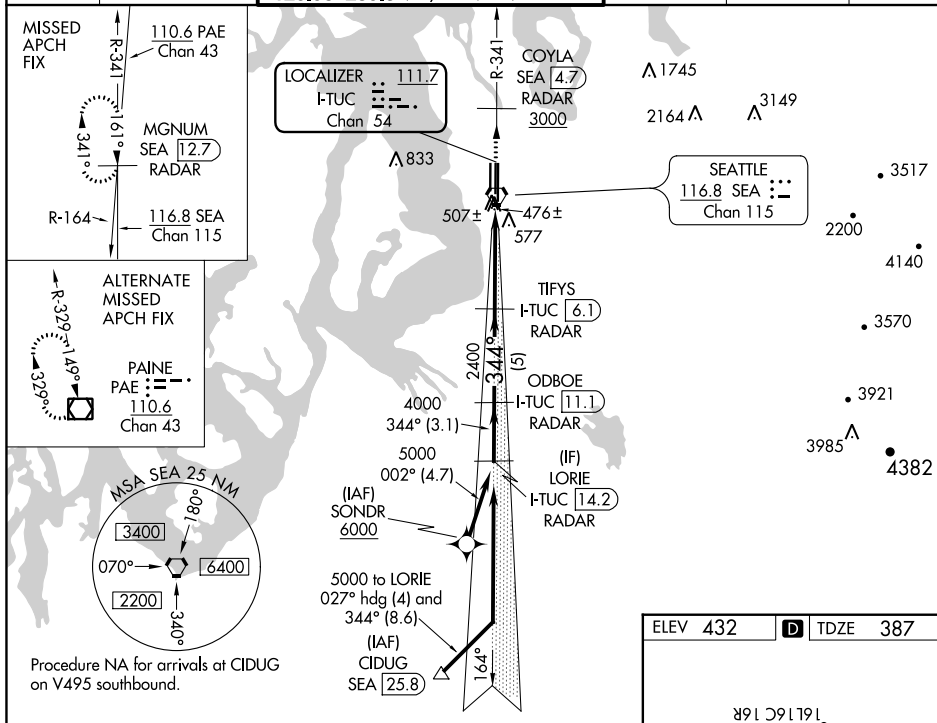 MISSED
APCH
FIX
110.6 PAE
Chan 43
R-341
161°
341°
MGNUM
SEA 12.7
RADAR
R-164
116.8 SEA
Chan 115
ALTERNATE
MISSED
APCH FIX
R-329
149°
329°
PAINE
PAE
110.6
Chan 43
LOCALIZER 111.7
I-TUC
Chan 54
R-341
COYLA
SEA 4.7
RADAR
3000
1745
2164
3149
833
SEATTLE
116.8 SEA
Chan 115
3517
507±
476±
577
2200
4140
TIFYS
I-TUC 6.1
RADAR
3570
2400
344°
(5)
ODBOE
I-TUC 11.1
RADAR
4000
344° (3.1)
3921
3985
4382
5000
002° (4.7)
(IF)
LORIE
I-TUC 14.2
RADAR
(IAF)
SONDR
6000
MSA SEA 25 NM
180°
3400
070°
6400
2200
340°
5000 to LORIE
027° hdg (4) and
344° (8.6)
(IAF)
CIDUG
SEA 25.8
164°
Procedure NA for arrivals at CIDUG
on V495 southbound.
ELEV 432 D TDZE 387
16L16C 16R